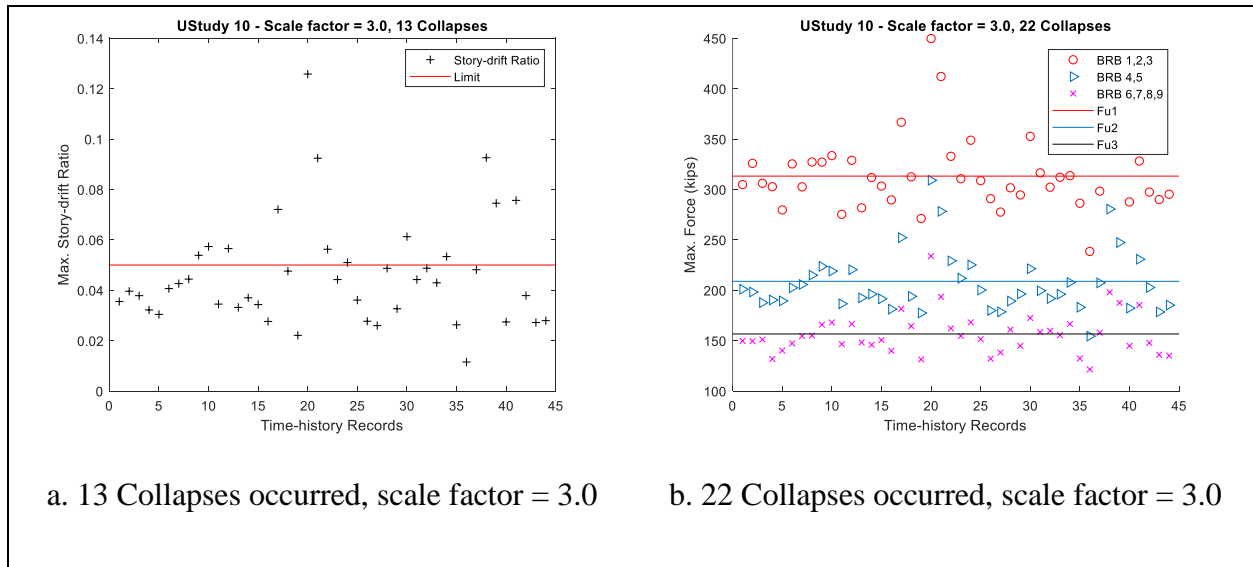 UStudy 10 - Scale factor = 3.0, 13 Collapses
0.14
0.12
0.1
0.08
0.06
0.04
0.02
0
Max. Story-drift Ratio
Story-drift Ratio
Limit
0 5 10 15 20 25 30 35 40 45
Time-history Records
a. 13 Collapses occurred, scale factor = 3.0
UStudy 10 - Scale factor = 3.0, 22 Collapses
450
400
350
300
250
200
150
100
Max. Force (kips)
BRB 1,2,3
BRB 4,5
BRB 6,7,8,9
Fu1
Fu2
Fu3
0 5 10 15 20 25 30 35 40 45
Time-history Records
b. 22 Collapses occurred, scale factor = 3.0